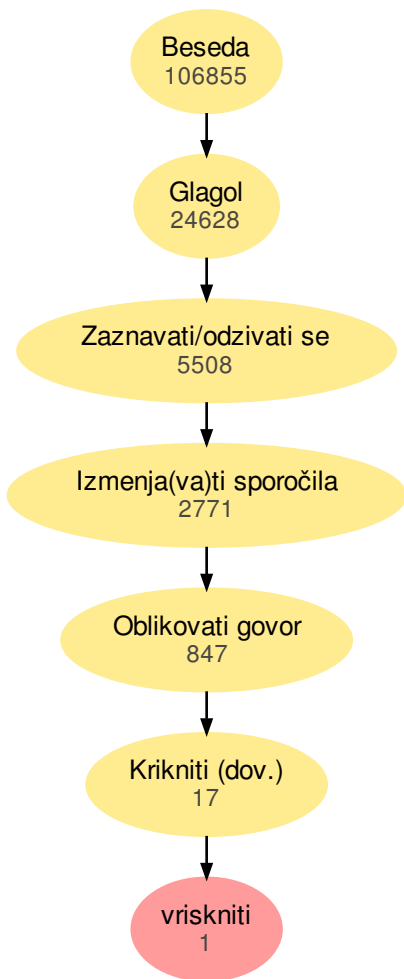 Beseda
106855
Glagol
24628
Zaznavati/odzivati se
5508
Izmenja(va)ti sporočila
2771
Oblikovati govor
847
Krikniti (dov.)
17
vriskniti
1